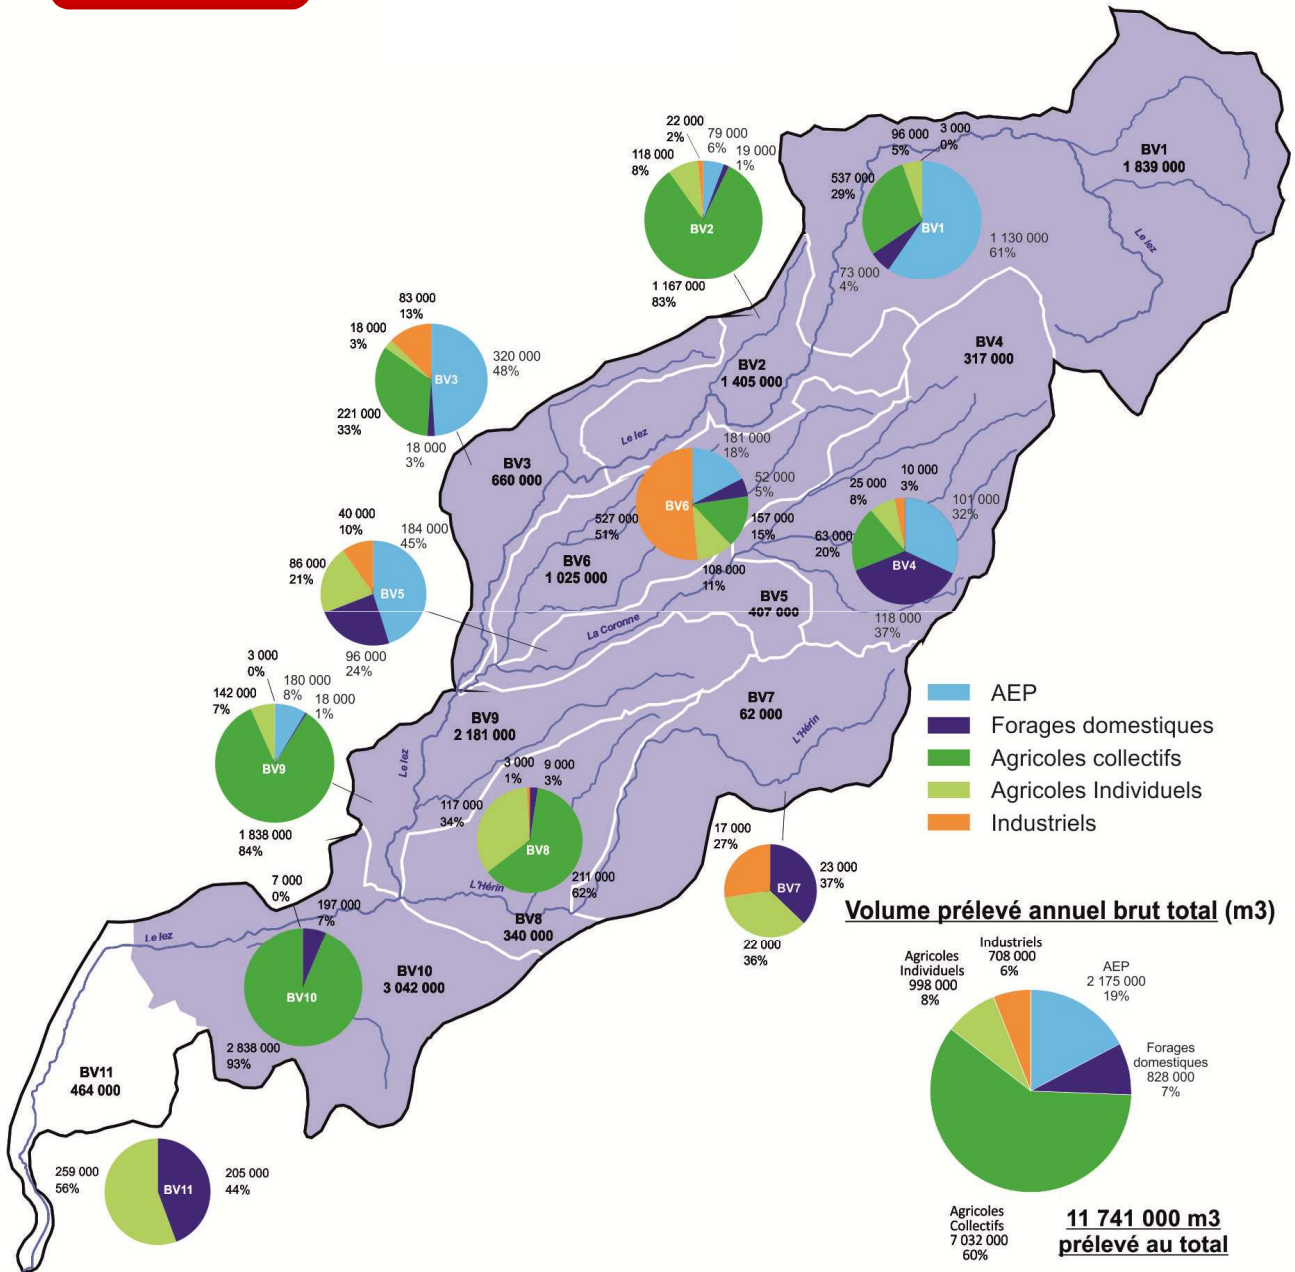 22 000
2%
79 000
6%
19 000
1%
118 000
8%
BV2
1 167 000
83%
96 000
5%
3 000
0%
537 000
29%
BV1
1 130 000
61%
73 000
4%
BV1
1 839 000
Le lez
83 000
13%
18 000
3%
320 000
48%
BV3
221 000
33%
18 000
3%
BV2
1 405 000
BV4
317 000
Le lez
BV3
660 000
181 000
18%
52 000
5%
BV6
527 000
51%
157 000
15%
108 000
11%
25 000
8%
10 000
3%
101 000
32%
63 000
20%
BV4
118 000
37%
40 000
10%
184 000
45%
86 000
21%
BV5
96 000
24%
BV6
1 025 000
BV5
407 000
La Coronne
3 000
0%
180 000
8%
18 000
1%
142 000
7%
BV9
1 838 000
84%
BV9
2 181 000
Le lez
BV7
62 000
L'Hérin
AEP
Forages domestiques
Agricoles collectifs
Agricoles Individuels
Industriels
3 000
1%
9 000
3%
117 000
34%
BV8
211 000
62%
L'Hérin
BV8
340 000
17 000
27%
BV7
23 000
37%
22 000
36%
7 000
0%
197 000
7%
Le lez
BV10
2 838 000
93%
BV10
3 042 000
BV11
464 000
259 000
56%
BV11
205 000
44%
Volume prélevé annuel brut total (m3)
Agricoles
Individuels
998 000
8%
Industriels
708 000
6%
AEP
2 175 000
19%
Forages
domestiques
828 000
7%
Agricoles
Collectifs
7 032 000
60%
11 741 000 m3
prélevé au total